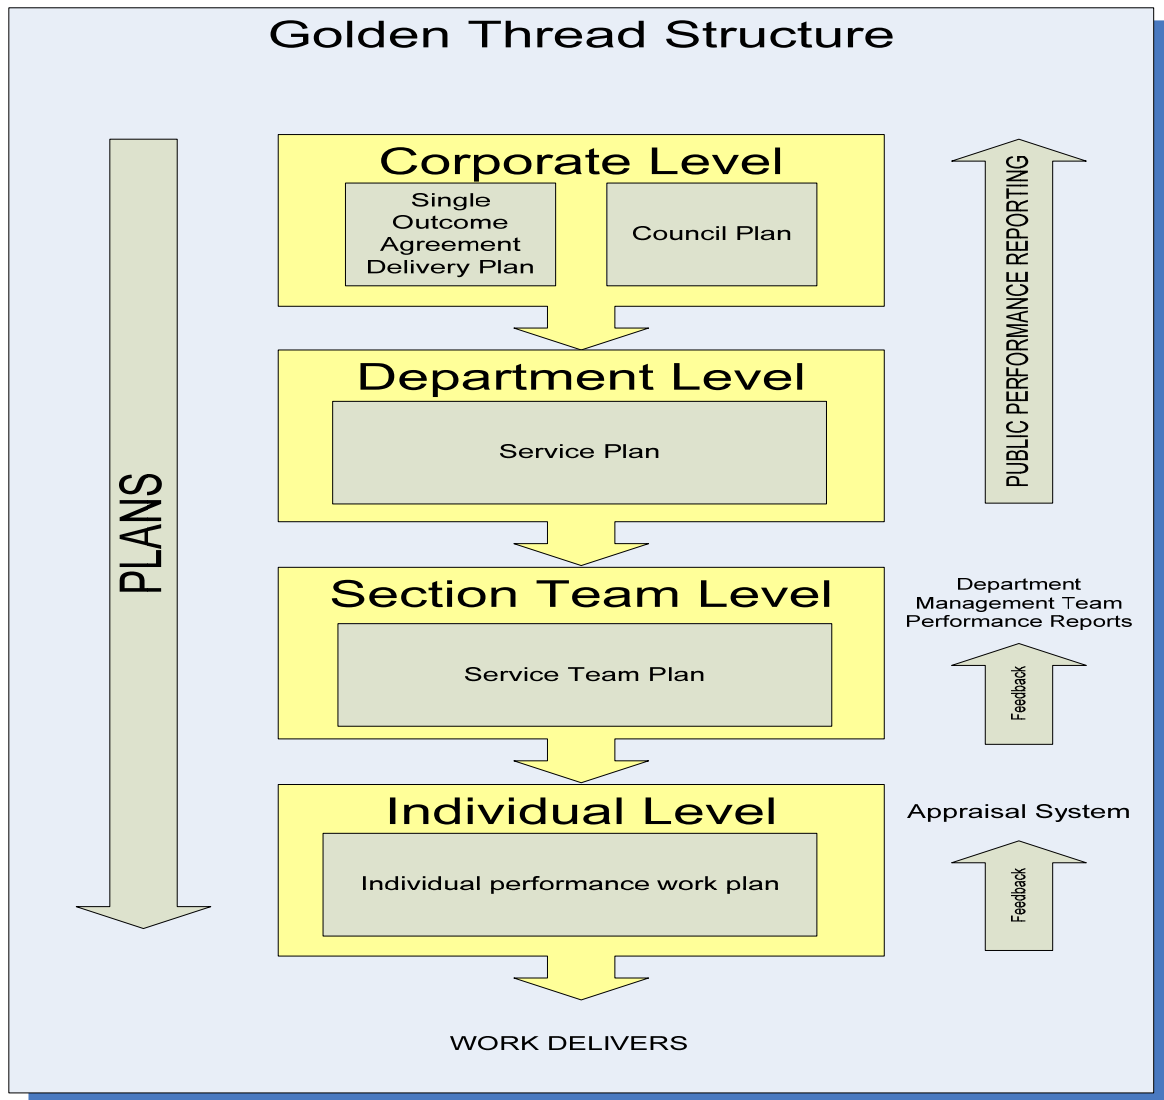 Golden Thread Structure
Corporate Level
Single
Outcome
Agreement
Delivery Plan
Council Plan
Department Level
Service Plan
Section Team Level
Service Team Plan
Individual Level
Individual performance work plan
WORK DELIVERS
PLANS
PUBLIC PERFORMANCE REPORTING
Department
Management Team
Performance Reports
Feedback
Appraisal System
Feedback